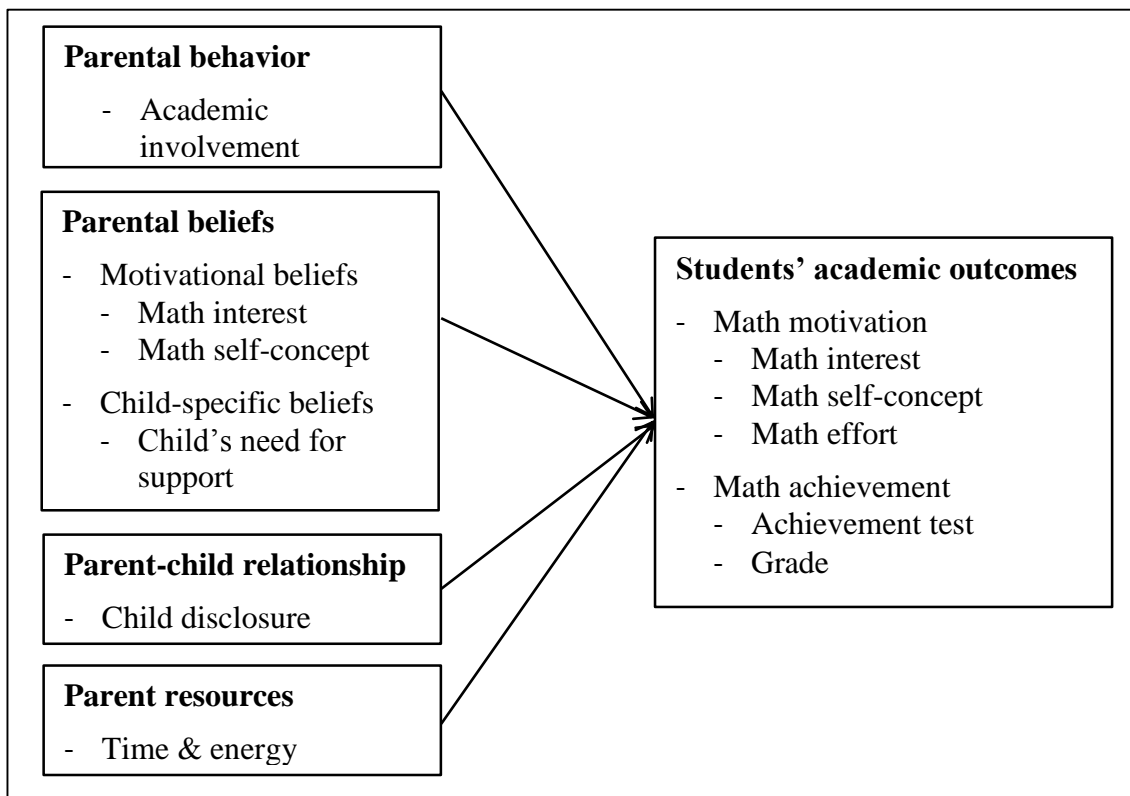 Parental behavior
- Academic
involvement
Parental beliefs
- Motivational beliefs
- Math interest
- Math self-concept
- Child-specific beliefs
- Child’s need for
support
Parent-child relationship
- Child disclosure
Parent resources
- Time & energy
Students’ academic outcomes
- Math motivation
- Math interest
- Math self-concept
- Math effort
- Math achievement
- Achievement test
- Grade